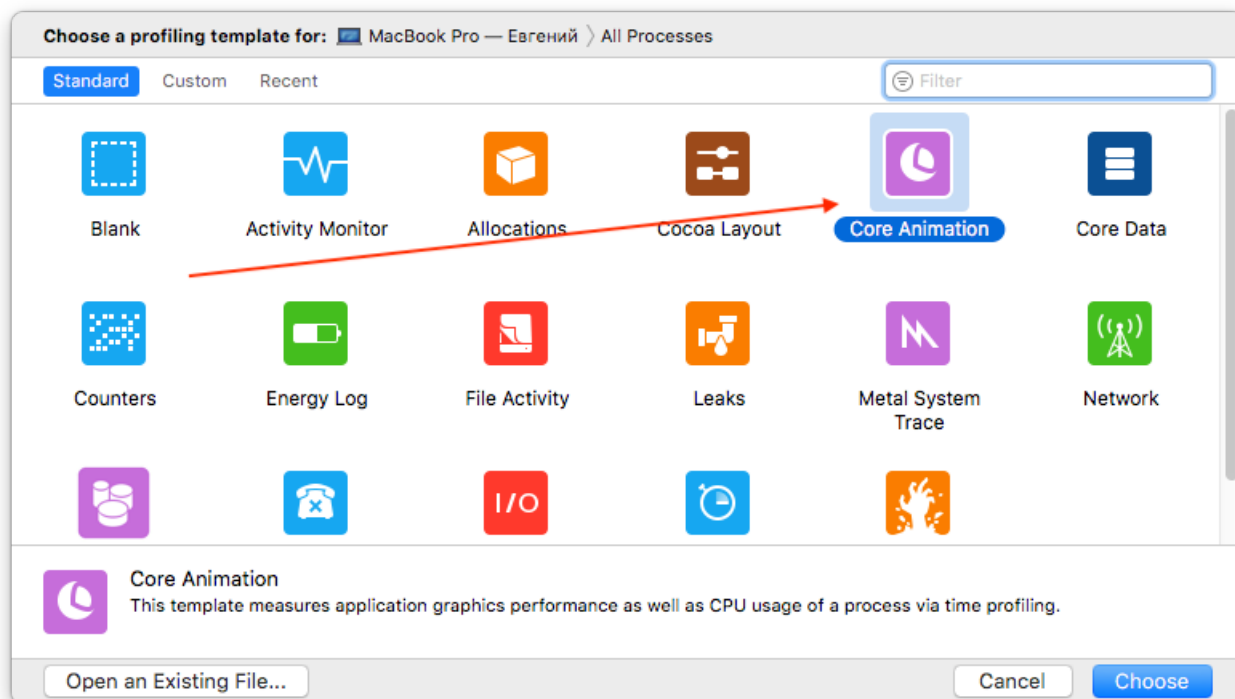 Choose a profiling template for: MacBook Pro — Евгений 〉All Processes
Standard Custom Recent Filter
Blank Activity Monitor Allocations Cocoa Layout Core Animation Core Data
Counters Energy Log File Activity Leaks Metal System Network
Trace
I/O
Core Animation
This template measures application graphics performance as well as CPU usage of a process via time profiling.
Open an Existing File... Cancel Choose